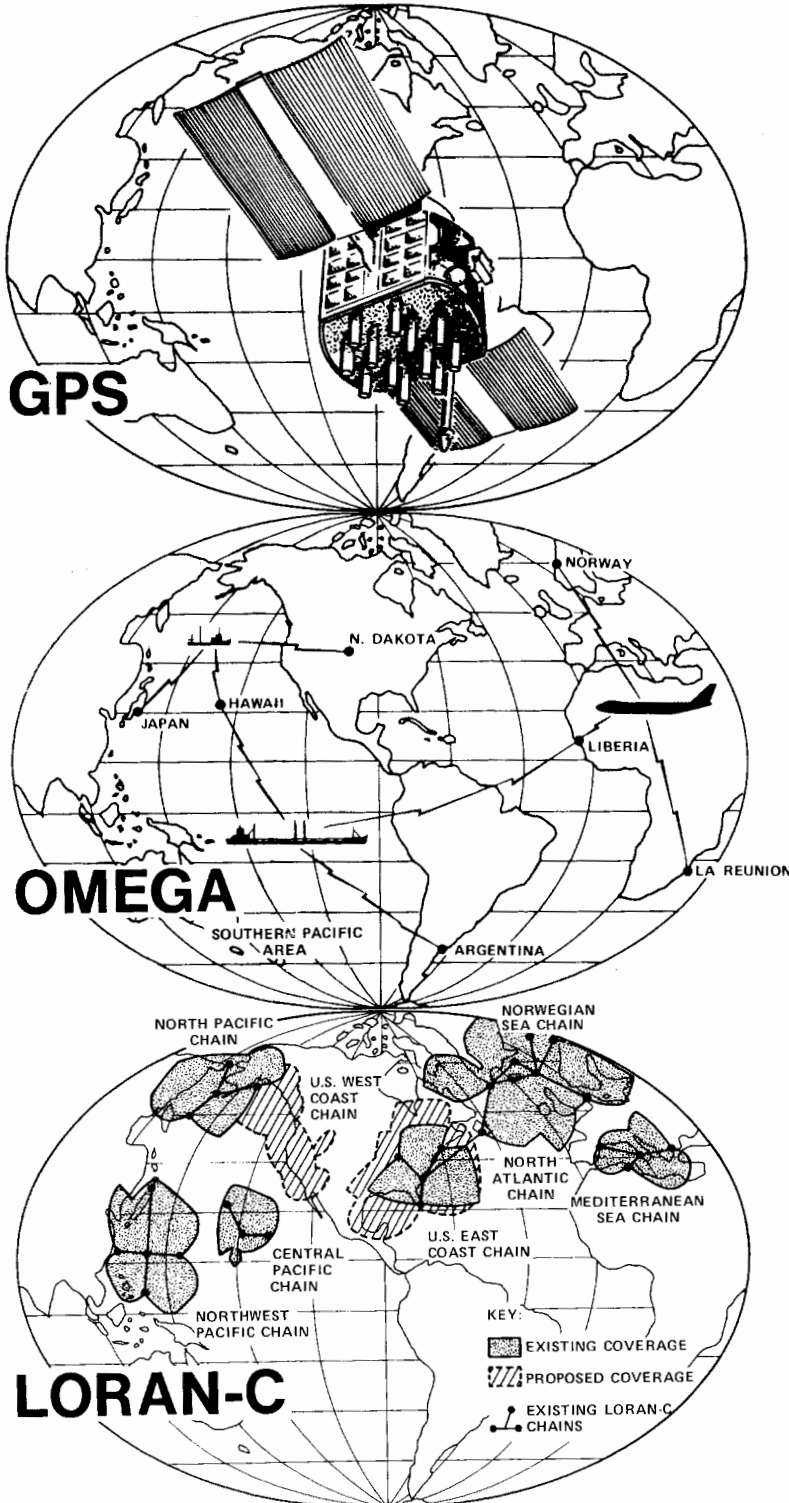 GPS
NORWAY
N. DAKOTA
HAWAII
JAPAN
LIBERIA
LA REUNION
OMEGA
SOUTHERN PACIFIC
AREA
ARGENTINA
NORTH PACIFIC
CHAIN
NORWEGIAN
SEA CHAIN
U.S. WEST
COAST
CHAIN
NORTH
ATLANTIC
CHAIN
MEDITERRANEAN
SEA CHAIN
U.S. EAST
COAST CHAIN
CENTRAL
PACIFIC
CHAIN
NORTHWEST
PACIFIC CHAIN
KEY:
EXISTING COVERAGE
PROPOSED COVERAGE
EXISTING LORAN-C
CHAINS
LORAN-C